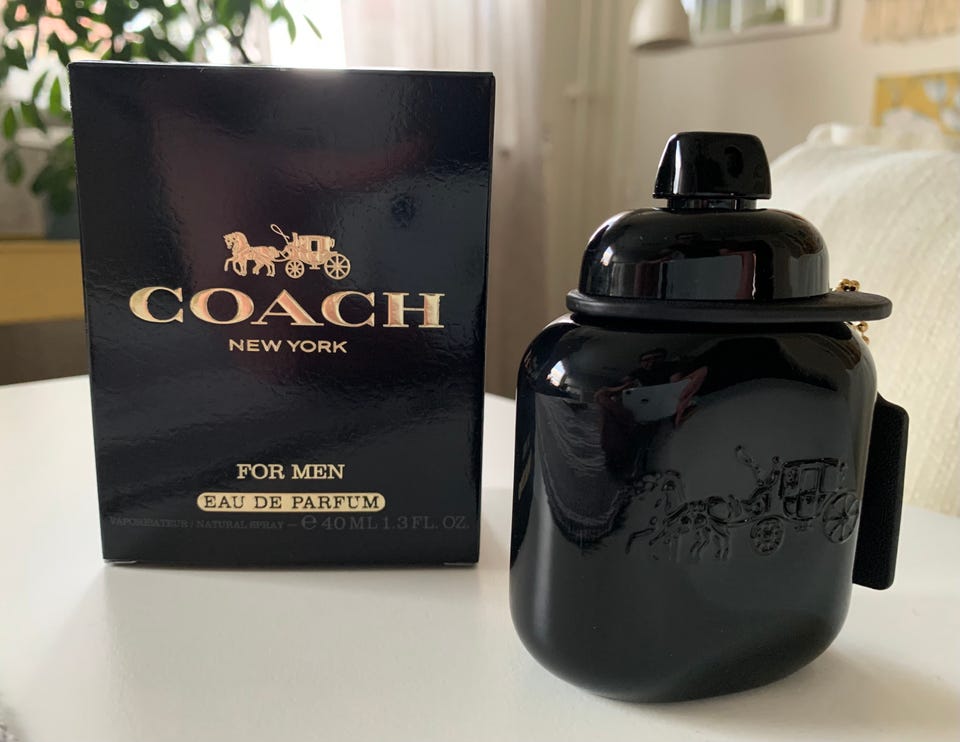 COACH
NEW YORK
FOR MEN
EAU DE PARFUM
VAPORISATEUR / NATURAL SPRAY – ℮ 40 ML 1.3 FL. OZ.